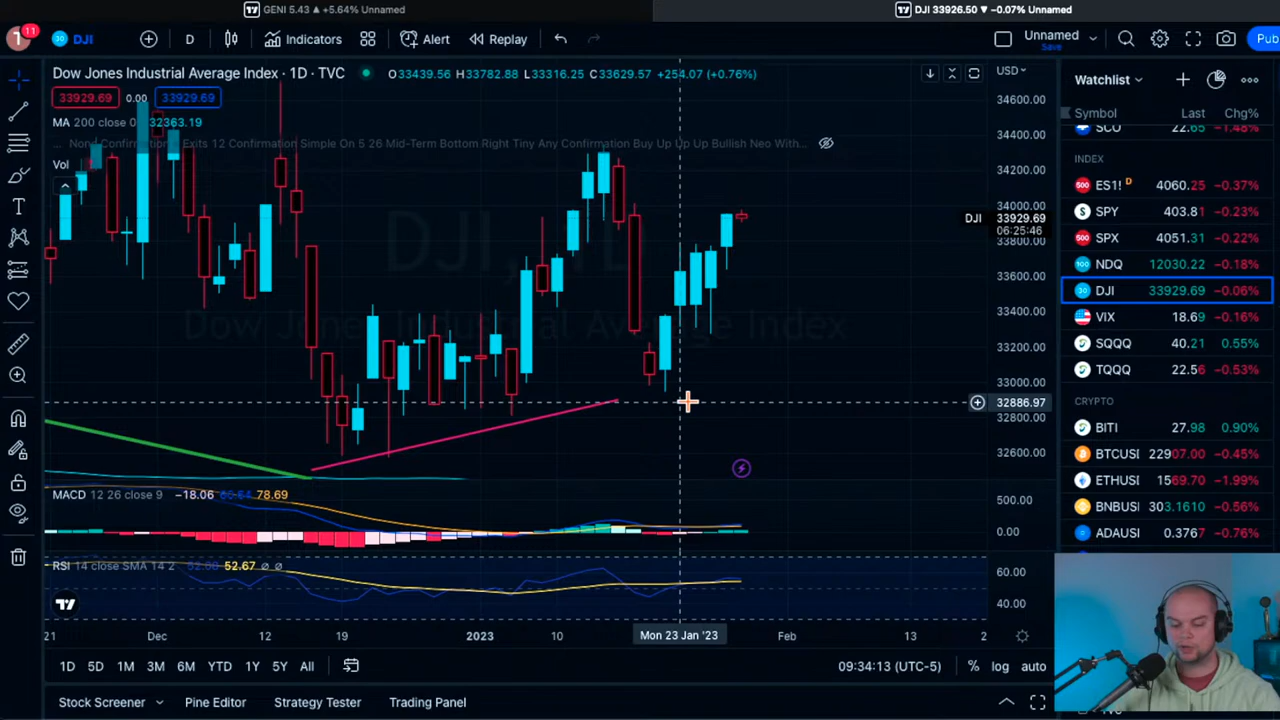 GENI 5.43 ▲ +5.64% Unnamed
DJI 33926.50 ▼ −0.07% Unnamed
11
T
30 DJI
D
Indicators
Alert
Replay
Unnamed
Save
Pub
Dow Jones Industrial Average Index · 1D · TVC
O33439.56 H33782.88 L33316.25 C33629.57 +254.07 (+0.76%)
33929.69 0.00 33929.69
MA 200 close 0 32363.19
Confirmation Simple On 5 26 Mid-Term Bottom Right Tiny Any Confirmation Buy Up Up Up Bullish Neo With...
Vol
DJI, 1D
Dow Jones Industrial Average Index
USD
34600.00
34400.00
34200.00
34000.00
DJI 33929.69
06:25:46
33800.00
33600.00
33400.00
33200.00
33000.00
32886.97
32800.00
32600.00
MACD 12 26 close 9 −18.06 78.69
500.00
0.00
RSI 14 close SMA 14 2 52.67 ∅ ∅
60.00
40.00
21 Dec 12 19 2023 10 Mon 23 Jan '23 Feb 13 2
1D 5D 1M 3M 6M YTD 1Y 5Y All
09:34:13 (UTC-5) % log auto
Stock Screener Pine Editor Strategy Tester Trading Panel
Watchlist
Symbol Last Chg%
SCO 22.65 −1.48%
INDEX
500 ES1! D 4060.25 −0.37%
S SPY 403.81 −0.23%
500 SPX 4051.31 −0.22%
100 NDQ 12030.22 −0.18%
30 DJI 33929.69 −0.06%
VIX 18.69 −0.16%
SQQQ 40.21 0.55%
TQQQ 22.56 −0.53%
CRYPTO
BITI 27.98 0.90%
BTCUSI 22907.00 −0.45%
ETHUSI 1569.70 −1.99%
BNBUSI 303.1610 −0.56%
ADAUSI 0.3767 −0.76%